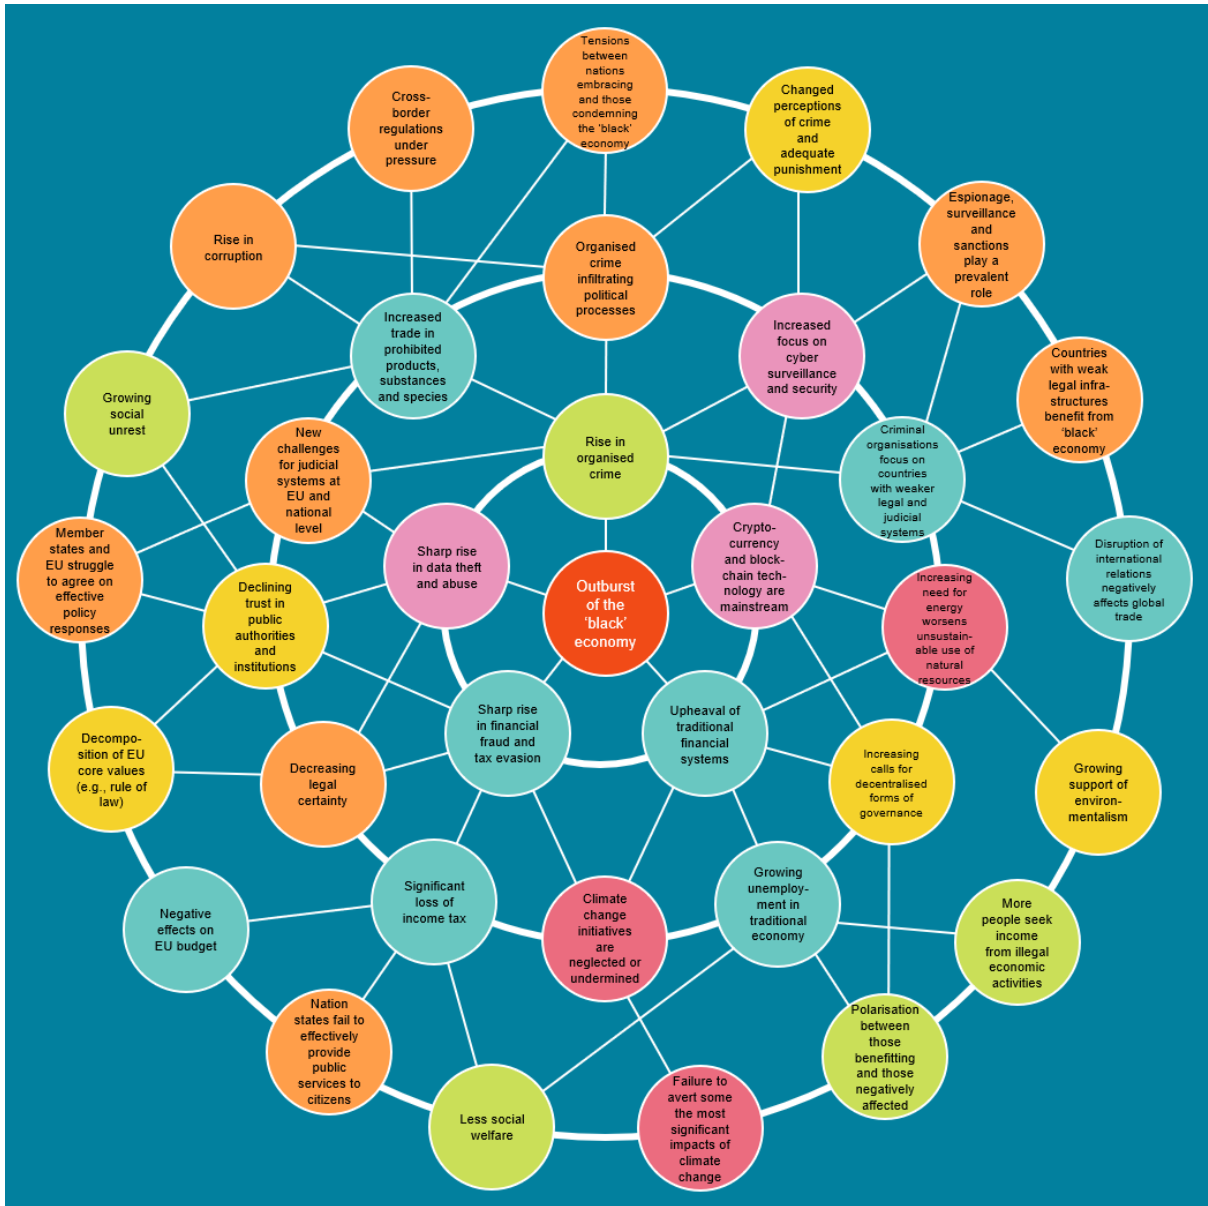 Tensions
between
nations
embracing
and those
condemning
the ‘black’
economy
Cross-
border
regulations
under
pressure
Changed
perceptions
of crime
and
adequate
punishment
Rise in
corruption
Organised
crime
infiltrating
political
processes
Espionage,
surveillance
and
sanctions
play a
prevalent
role
Increased
trade in
prohibited
products,
substances
and species
Increased
focus on
cyber
surveillance
and security
Growing
social
unrest
Countries
with weak
legal infra-
structures
benefit from
‘black’
economy
New
challenges
for judicial
systems at
EU and
national
level
Rise in
organised
crime
Criminal
organisations
focus on
countries
with weaker
legal and
judicial
systems
Member
states and
EU struggle
to agree on
effective
policy
responses
Sharp rise
in data theft
and abuse
Crypto-
currency
and block-
chain tech-
nology are
mainstream
Disruption of
international
relations
negatively
affects global
trade
Declining
trust in
public
authorities
and
institutions
Outburst
of the
‘black’
economy
Increasing
need for
energy
worsens
unsustain-
able use of
natural
resources
Decompo-
sition of EU
core values
(e.g., rule of
law)
Decreasing
legal
certainty
Sharp rise
in financial
fraud and
tax evasion
Upheaval of
traditional
financial
systems
Increasing
calls for
decentralised
forms of
governance
Growing
support of
environ-
mentalism
Negative
effects on
EU budget
Significant
loss of
income tax
Climate
change
initiatives
are
neglected or
undermined
Growing
unemploy-
ment in
traditional
economy
More
people seek
income
from illegal
economic
activities
Nation
states fail to
effectively
provide
public
services to
citizens
Less social
welfare
Failure to
avert some
the most
significant
impacts of
climate
change
Polarisation
between
those
benefitting
and those
negatively
affected